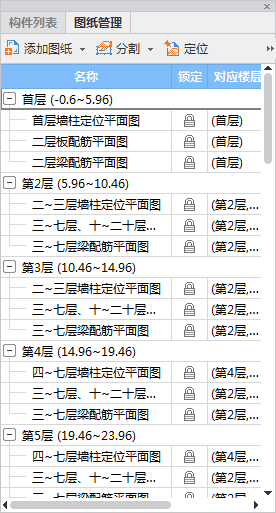 构件列表 图纸管理
添加图纸 分割 定位
名称 锁定 对应楼层
首层 (-0.6~5.96)
首层墙柱定位平面图 (首层)
二层板配筋平面图 (首层)
二层梁配筋平面图 (首层)
第2层 (5.96~10.46)
二~三层墙柱定位平面图 (第2层,...
三~七层、十~二十层... (第2层,...
三~七层梁配筋平面图 (第2层,...
第3层 (10.46~14.96)
二~三层墙柱定位平面图 (第2层,...
三~七层、十~二十层... (第2层,...
三~七层梁配筋平面图 (第2层,...
第4层 (14.96~19.46)
四~七层墙柱定位平面图 (第4层,...
三~七层、十~二十层... (第2层,...
三~七层梁配筋平面图 (第2层,...
第5层 (19.46~23.96)
四~七层墙柱定位平面图 (第4层,...
三~七层、十~二十层... (第2层,...
三~七层梁配筋平面图 (第2层,...